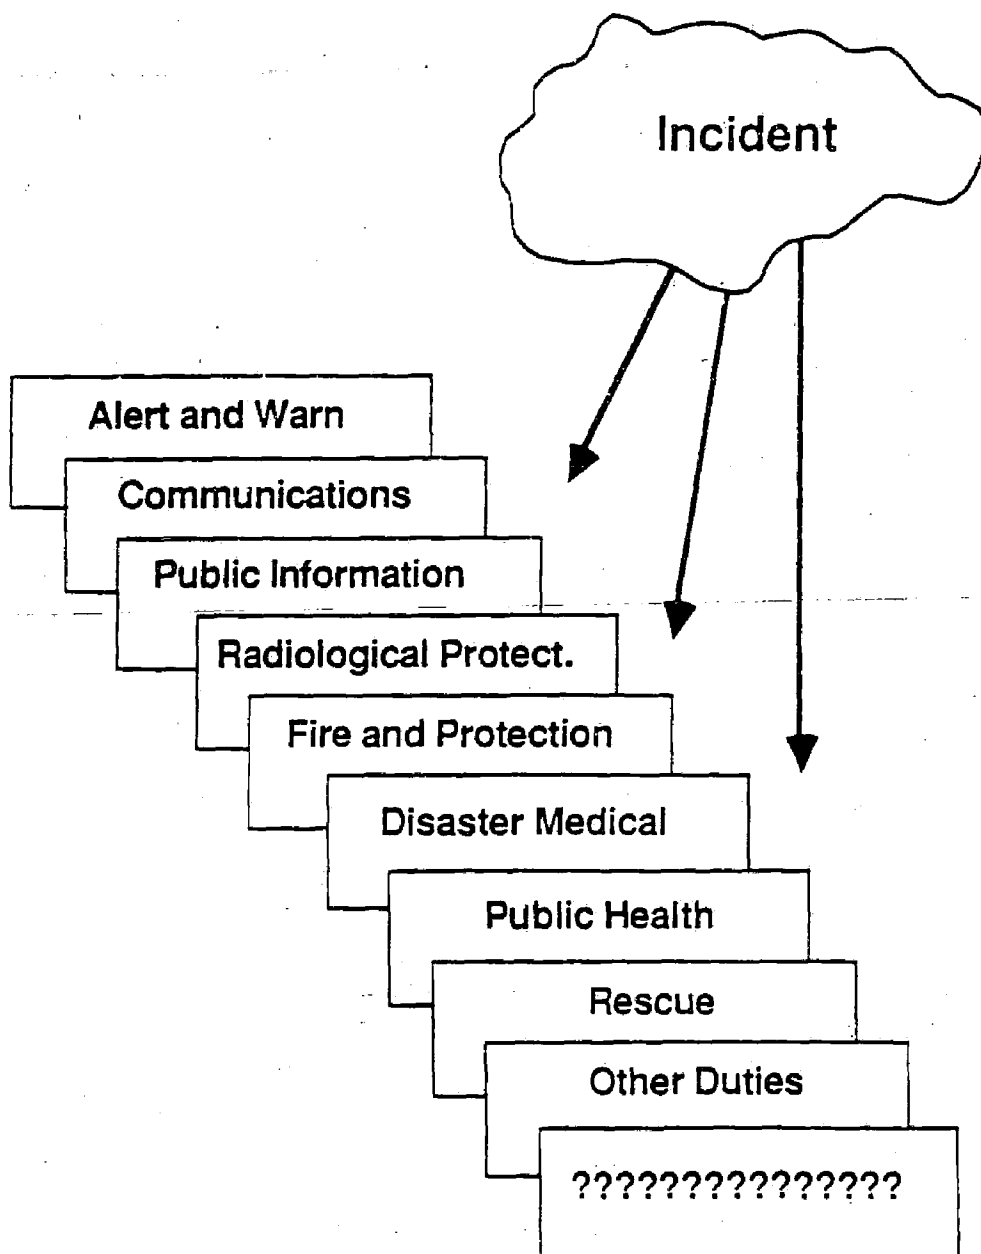 Incident
Alert and Warn
Communications
Public Information
Radiological Protect.
Fire and Protection
Disaster Medical
Public Health
Rescue
Other Duties
???????????????